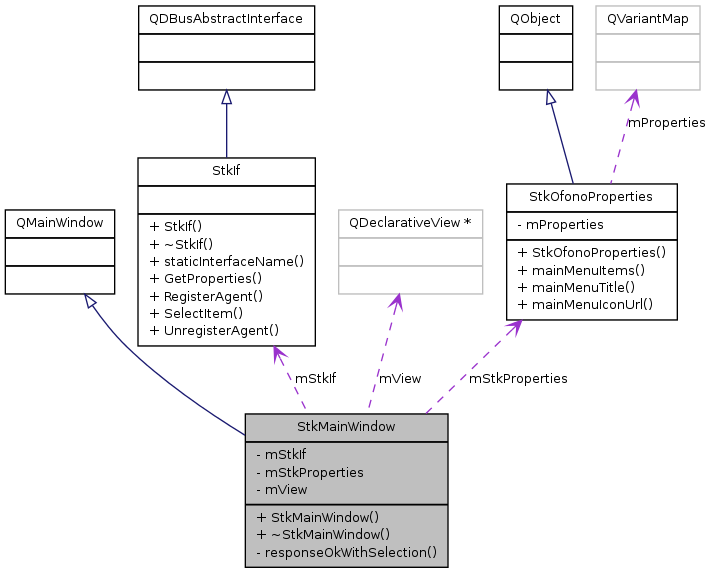 QDBusAbstractInterface
QObject
QVariantMap
mProperties
StkIf
+ StkIf()
+ ~StkIf()
+ staticInterfaceName()
+ GetProperties()
+ RegisterAgent()
+ SelectItem()
+ UnregisterAgent()
StkOfonoProperties
- mProperties
+ StkOfonoProperties()
+ mainMenuItems()
+ mainMenuTitle()
+ mainMenuIconUrl()
QMainWindow
QDeclarativeView *
mStkIf
mView
mStkProperties
StkMainWindow
- mStkIf
- mStkProperties
- mView
+ StkMainWindow()
+ ~StkMainWindow()
- responseOkWithSelection()